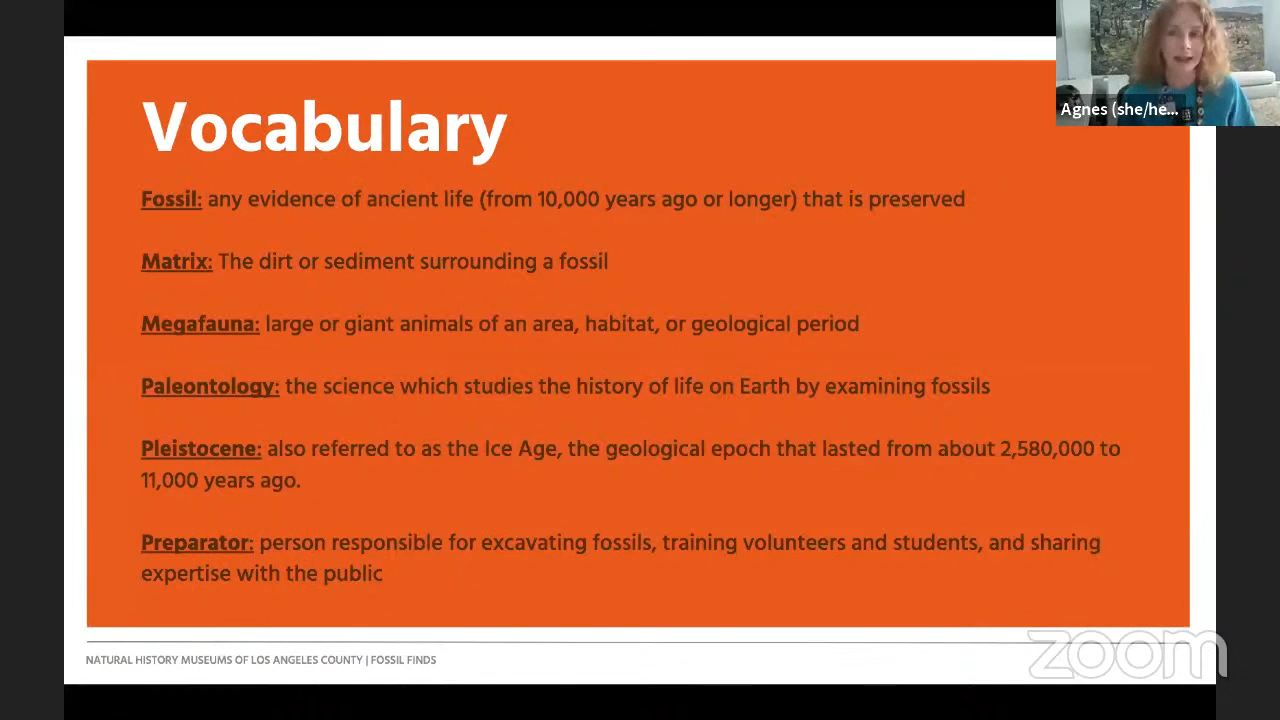 Vocabulary
Fossil: any evidence of ancient life (from 10,000 years ago or longer) that is preserved
Matrix: The dirt or sediment surrounding a fossil
Megafauna: large or giant animals of an area, habitat, or geological period
Paleontology: the science which studies the history of life on Earth by examining fossils
Pleistocene: also referred to as the Ice Age, the geological epoch that lasted from about 2,580,000 to
11,000 years ago.
Preparator: person responsible for excavating fossils, training volunteers and students, and sharing
expertise with the public
NATURAL HISTORY MUSEUMS OF LOS ANGELES COUNTY | FOSSIL FINDS
Agnes (she/he...
zoom